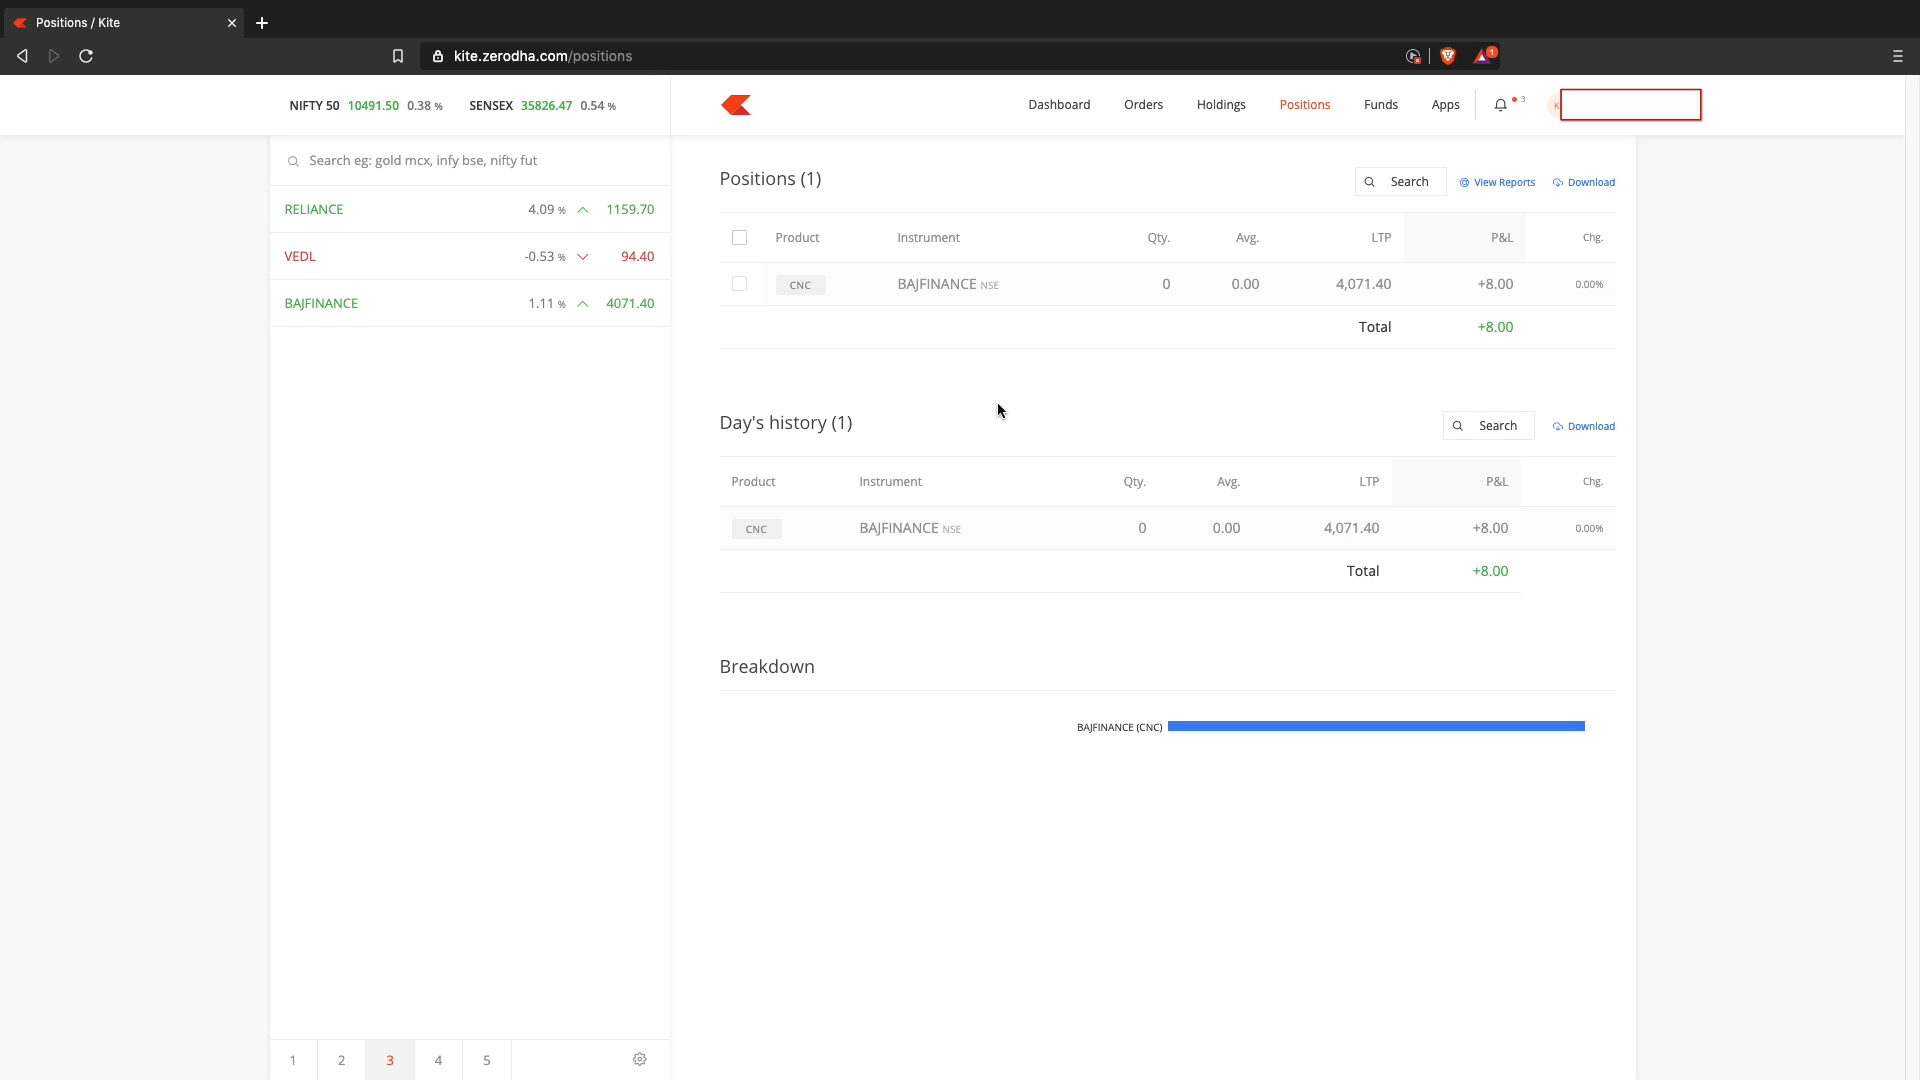 Positions / Kite
kite.zerodha.com/positions
1
NIFTY 50 10491.50 0.38 % SENSEX 35826.47 0.54 %
Dashboard Orders Holdings Positions Funds Apps 3 K
Search eg: gold mcx, infy bse, nifty fut
RELIANCE 4.09 % 1159.70
VEDL -0.53 % 94.40
BAJFINANCE 1.11 % 4071.40
1 2 3 4 5
Positions (1) Search View Reports Download
Product Instrument Qty. Avg. LTP P&L Chg.
CNC BAJFINANCE NSE 0 0.00 4,071.40 +8.00 0.00%
Total +8.00
Day's history (1) Search Download
Product Instrument Qty. Avg. LTP P&L Chg.
CNC BAJFINANCE NSE 0 0.00 4,071.40 +8.00 0.00%
Total +8.00
Breakdown
BAJFINANCE (CNC)